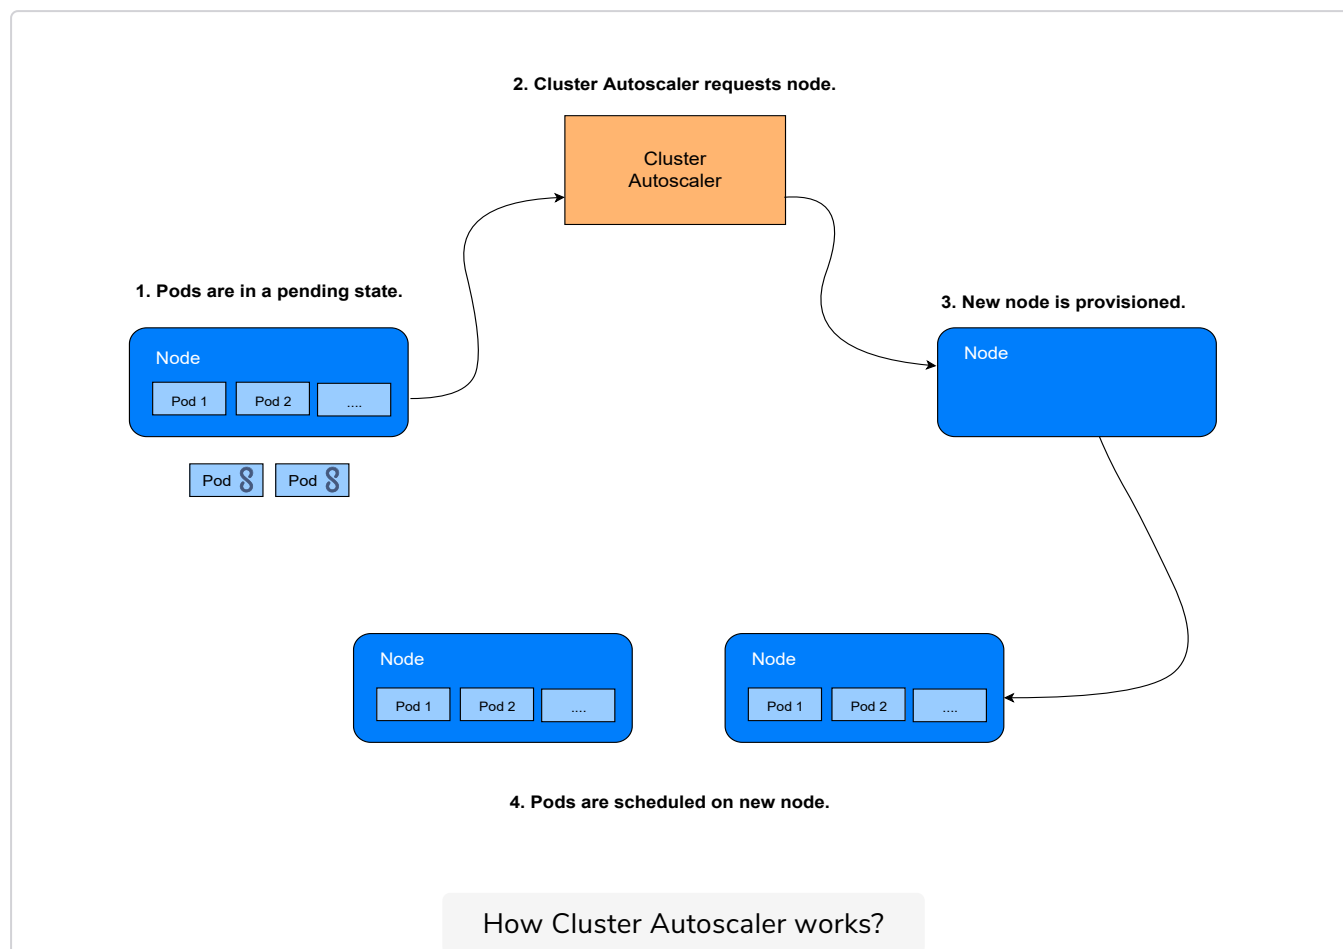 2. Cluster Autoscaler requests node.
Cluster
Autoscaler
1. Pods are in a pending state.
Node
Pod 1
Pod 2
....
Pod
Pod
3. New node is provisioned.
Node
Node
Pod 1
Pod 2
....
Node
Pod 1
Pod 2
....
4. Pods are scheduled on new node.
How Cluster Autoscaler works?